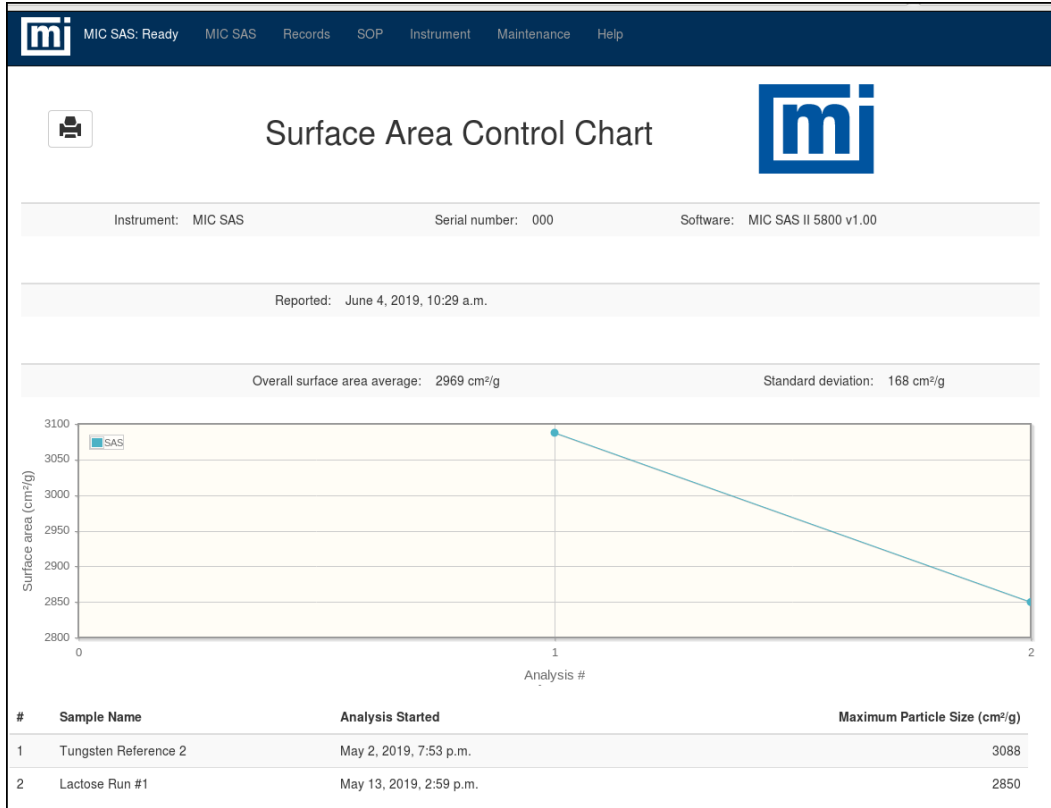 mi MIC SAS: Ready MIC SAS Records SOP Instrument Maintenance Help
Surface Area Control Chart
mi
Instrument: MIC SAS Serial number: 000 Software: MIC SAS II 5800 v1.00
Reported: June 4, 2019, 10:29 a.m.
Overall surface area average: 2969 cm²/g Standard deviation: 168 cm²/g
SAS
3100
3050
3000
2950
2900
2850
2800
Surface area (cm²/g)
0 1 2
Analysis #
# Sample Name Analysis Started Maximum Particle Size (cm²/g)
1 Tungsten Reference 2 May 2, 2019, 7:53 p.m. 3088
2 Lactose Run #1 May 13, 2019, 2:59 p.m. 2850